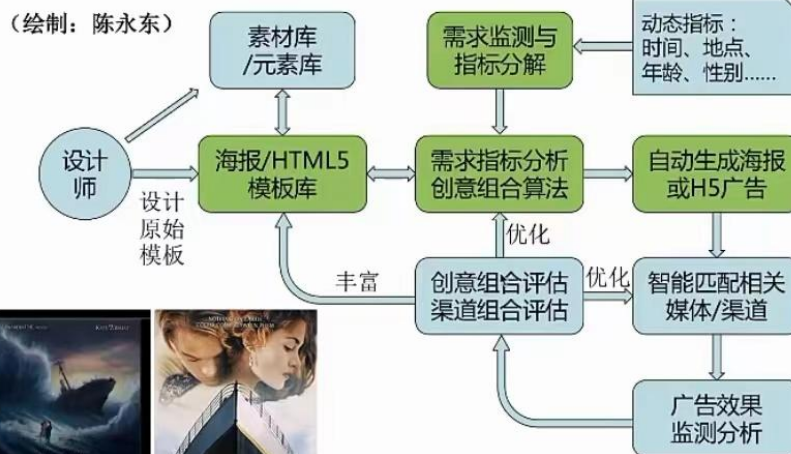 （绘制：陈永东）
素材库
/元素库
需求监测与
指标分解
动态指标：
时间、地点、
年龄、性别......
设计
师
海报/HTML5
模板库
需求指标分析
创意组合算法
自动生成海报
或H5广告
设计
原始
模板
优化
丰富
创意组合评估
渠道组合评估
优化
智能匹配相关
媒体/渠道
广告效果
监测分析